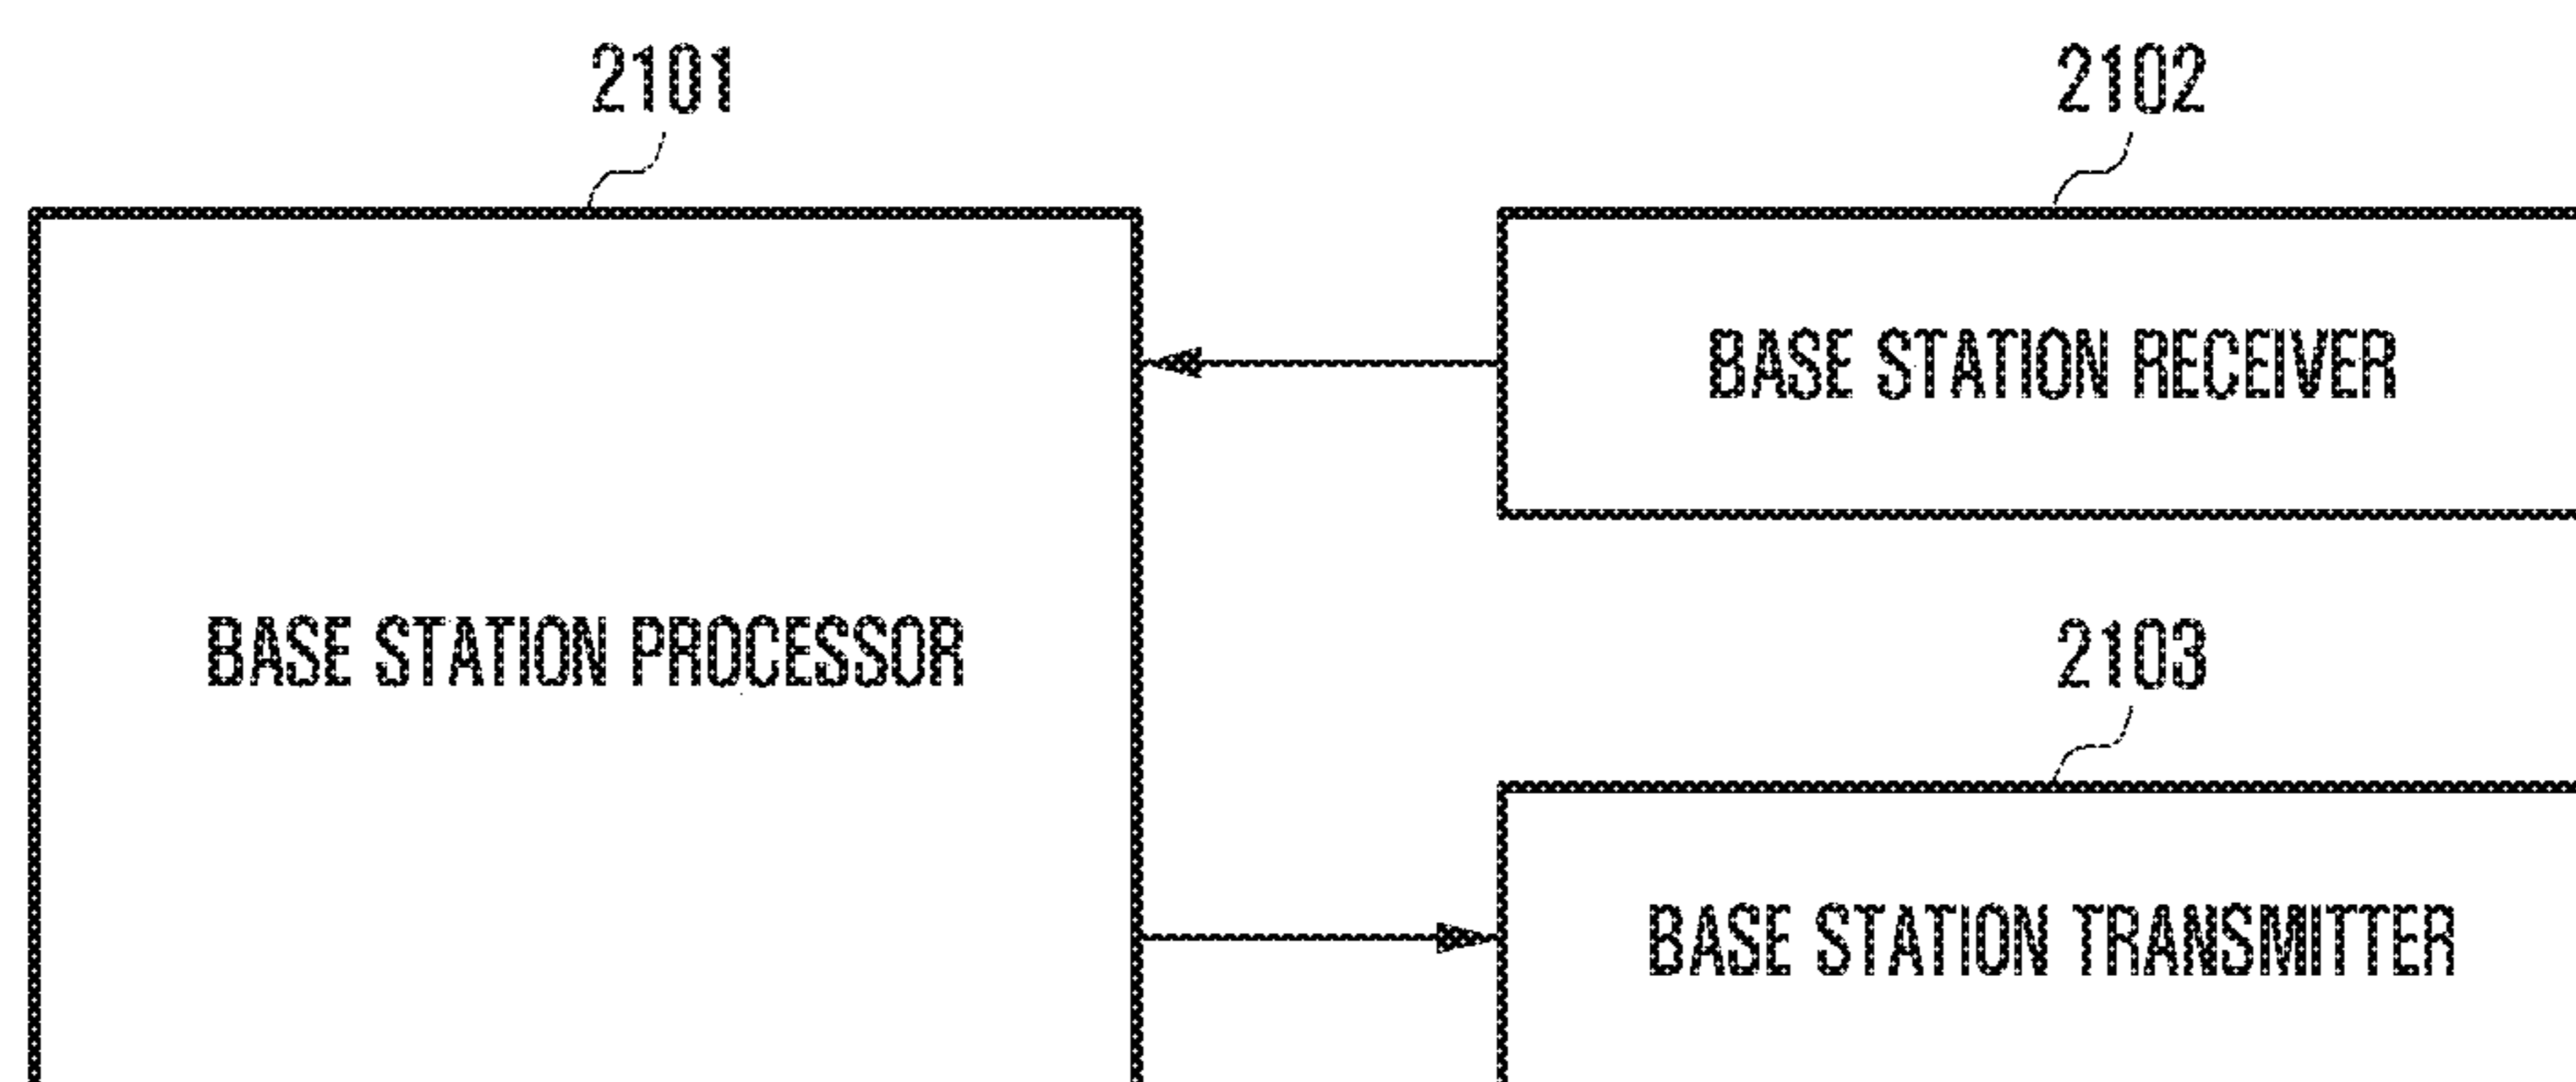 2101
2102
BASE STATION RECEIVER
BASE STATION PROCESSOR
2103
BASE STATION TRANSMITTER